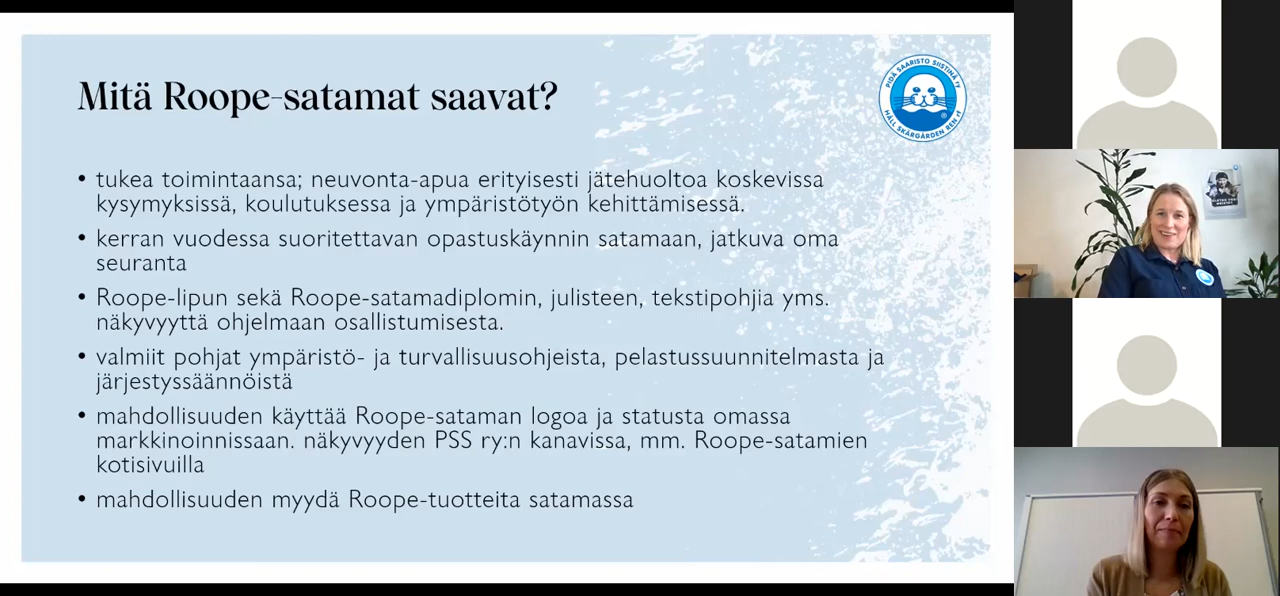 Mitä Roope-satamat saavat?
PIDÄ SAARISTO SIISTINÄ ry
HÅLL SKÄRGÅRDEN REN rf
• tukea toimintaansa; neuvonta-apua erityisesti jätehuoltoa koskevissa
kysymyksissä, koulutuksessa ja ympäristötyön kehittämisessä.
• kerran vuodessa suoritettavan opastuskäynnin satamaan, jatkuva oma
seuranta
• Roope-lipun sekä Roope-satamadiplomin, julisteen, tekstipohjia yms.
näkyvyyttä ohjelmaan osallistumisesta.
• valmiit pohjat ympäristö- ja turvallisuusohjeista, pelastussuunnitelmasta ja
järjestyssäännöistä
• mahdollisuuden käyttää Roope-sataman logoa ja statusta omassa
markkinoinnissaan. näkyvyyden PSS ry:n kanavissa, mm. Roope-satamien
kotisivuilla
• mahdollisuuden myydä Roope-tuotteita satamassa